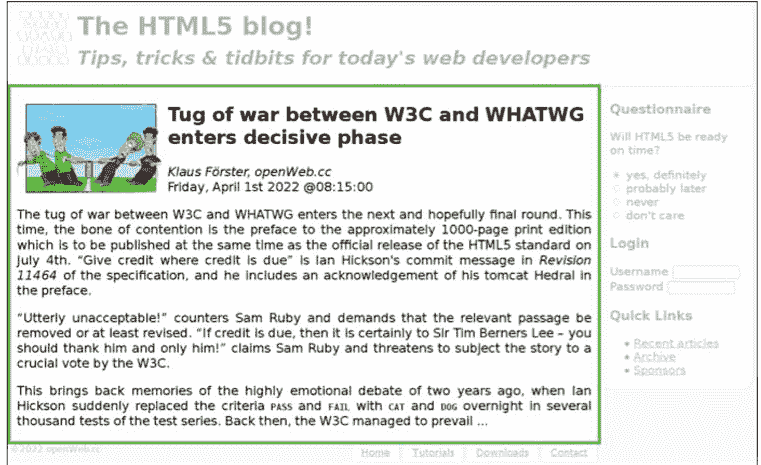 The HTML5 blog!
Tips, tricks & tidbits for today's web developers
Tug of war between W3C and WHATWG
enters decisive phase
Klaus Förster, openWeb.cc
Friday, April 1st 2022 @08:15:00
The tug of war between W3C and WHATWG enters the next and hopefully final round. This
time, the bone of contention is the preface to the approximately 1000-page print edition
which is to be published at the same time as the official release of the HTML5 standard on
July 4th. “Give credit where credit is due” is Ian Hickson's commit message in Revision
11464 of the specification, and he includes an acknowledgement of his tomcat Hedral in
the preface.
“Utterly unacceptable!” counters Sam Ruby and demands that the relevant passage be
removed or at least revised. “If credit is due, then it is certainly to Sir Tim Berners Lee – you
should thank him and only him!” claims Sam Ruby and threatens to subject the story to a
crucial vote by the W3C.
This brings back memories of the highly emotional debate of two years ago, when Ian
Hickson suddenly replaced the criteria PASS and FAIL with CAT and DOG overnight in several
thousand tests of the test series. Back then, the W3C managed to prevail ...
Questionnaire
Will HTML5 be ready
on time?
yes, definitely
probably later
never
don't care
Login
Username
Password
Quick Links
• Recent articles
• Archive
• Sponsors
©2022 openWeb.cc
Home
Tutorials
Downloads
Contact